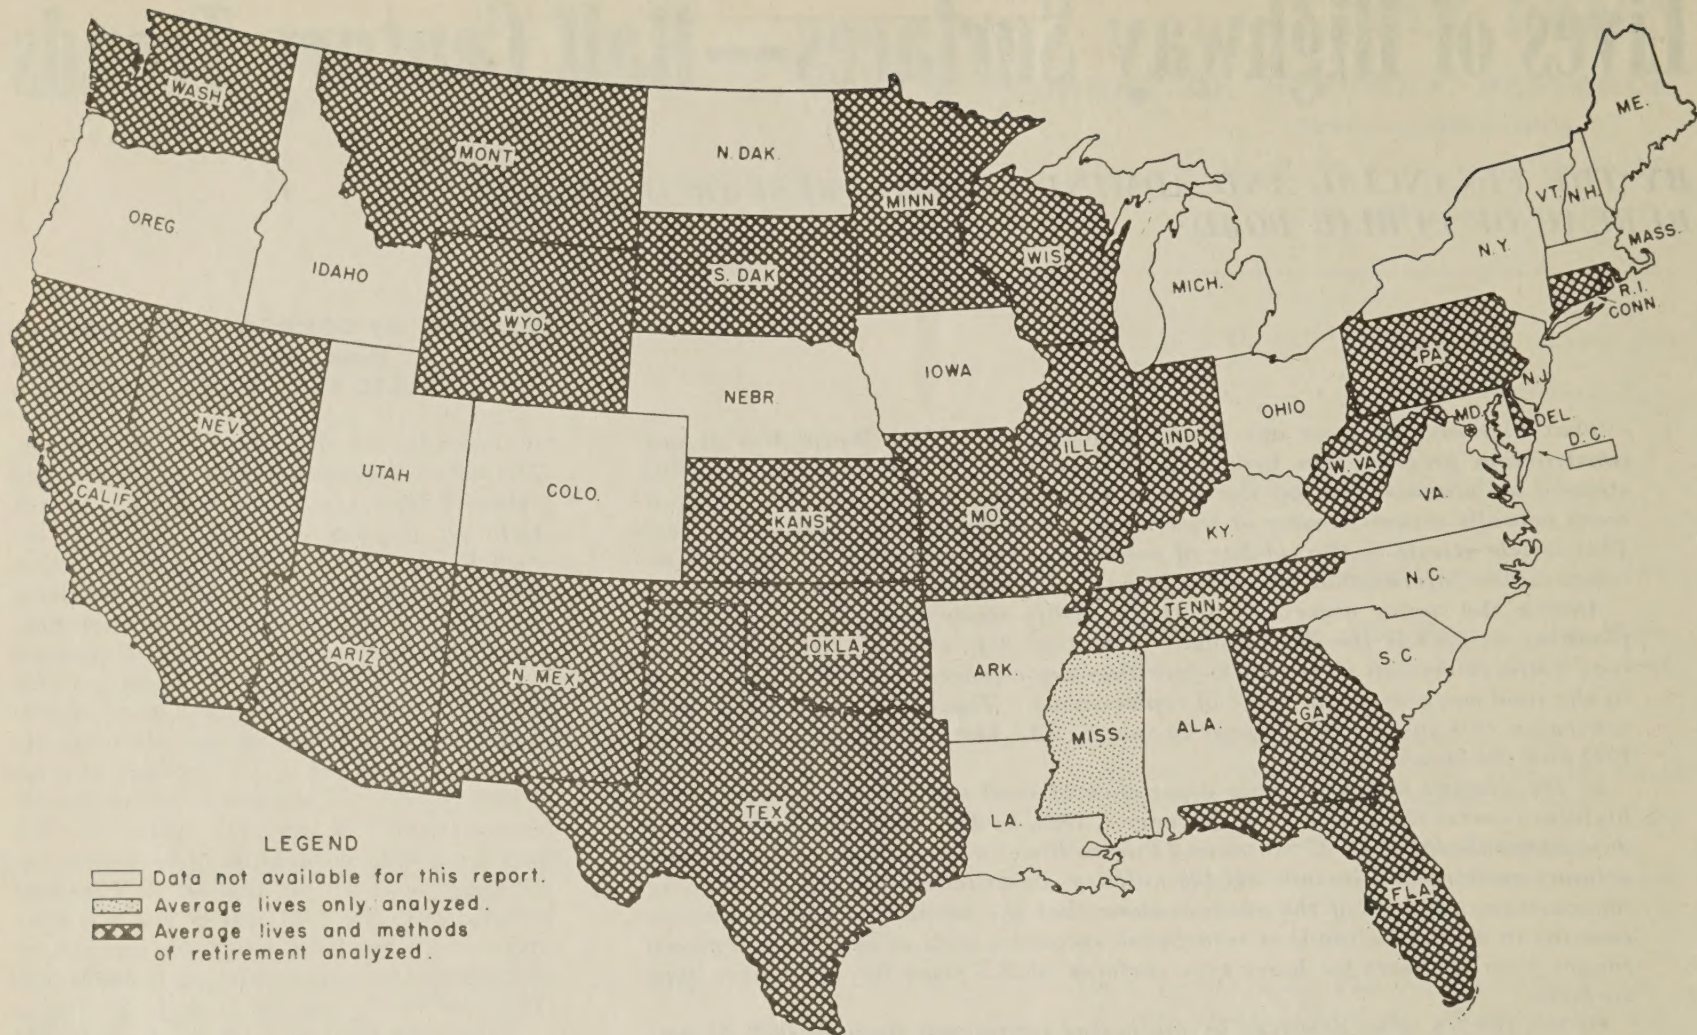 WASH
MONT
N. DAK.
MINN
OREG.
IDAHO
S. DAK
WIS
MICH.
ME.
VT.
N.H.
N.Y.
MASS.
R.I.
CONN.
WYO
NEBR.
IOWA
PA
N.J.
NEV
OHIO
MD.
DEL.
D.C.
CALIF
UTAH
COLO.
ILL
IND
W. VA
VA.
KANS
MO
KY.
N.C.
TENN
ARIZ
N. MEX
OKLA
ARK.
S.C.
MISS.
ALA.
GA
TEX
LA.
FLA
LEGEND
Data not available for this report.
Average lives only analyzed.
Average lives and methods
of retirement analyzed.